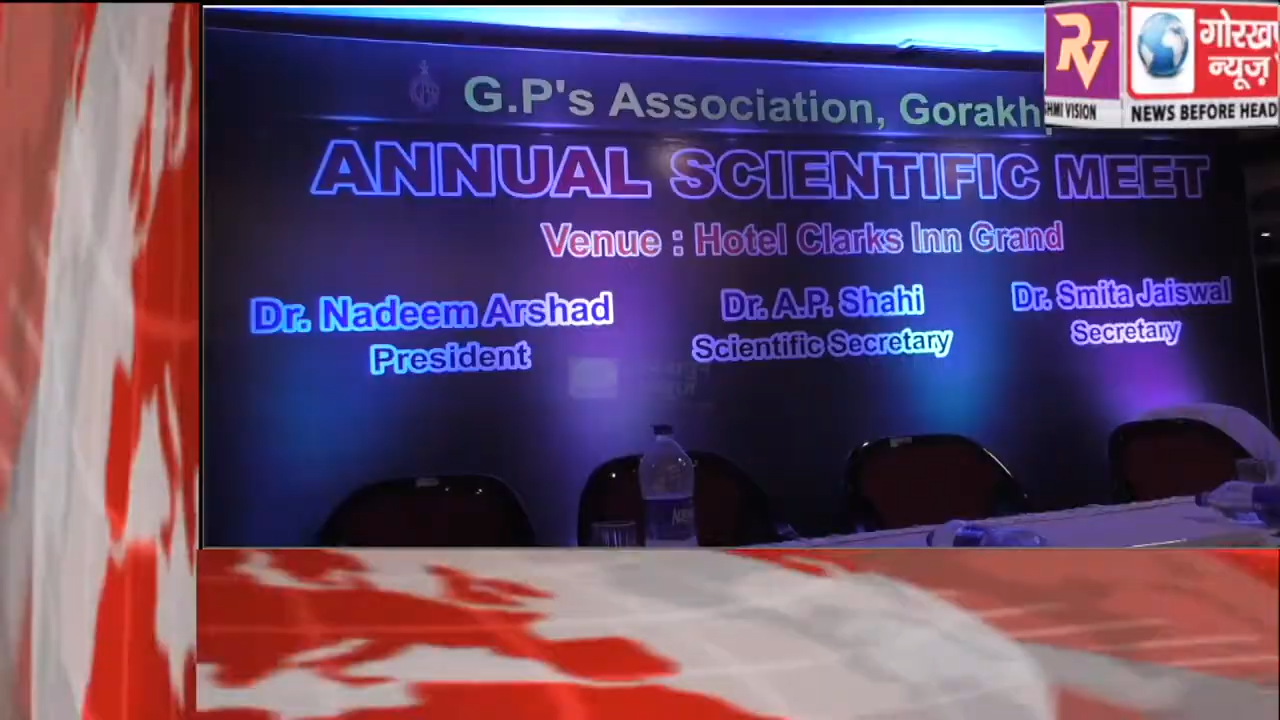 G.P's Association, Gorakh
ANNUAL SCIENTIFIC MEET
Venue : Hotel Clarks Inn Grand
Dr. Nadeem Arshad
President
Dr. A.P. Shahi
Scientific Secretary
Dr. Smita Jaiswal
Secretary
RV
HMI VISION
गोरखप
न्यूज़
NEWS BEFORE HEAD